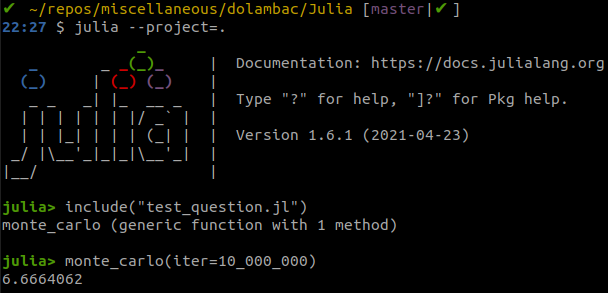 ✔ ~/repos/miscellaneous/dolambac/Julia [master|✔]
22:27 $ julia --project=.
               _
   _       _ _(_)_     |  Documentation: https://docs.julialang.org
  (_)     | (_) (_)    |
   _ _   _| |_  __ _   |  Type "?" for help, "]?" for Pkg help.
  | | | | | | |/ _` |  |
  | | |_| | | | (_| |  |  Version 1.6.1 (2021-04-23)
 _/ |\__'_|_|_|\__'_|  |
|__/                   |
julia> include("test_question.jl")
monte_carlo (generic function with 1 method)
julia> monte_carlo(iter=10_000_000)
6.6664062